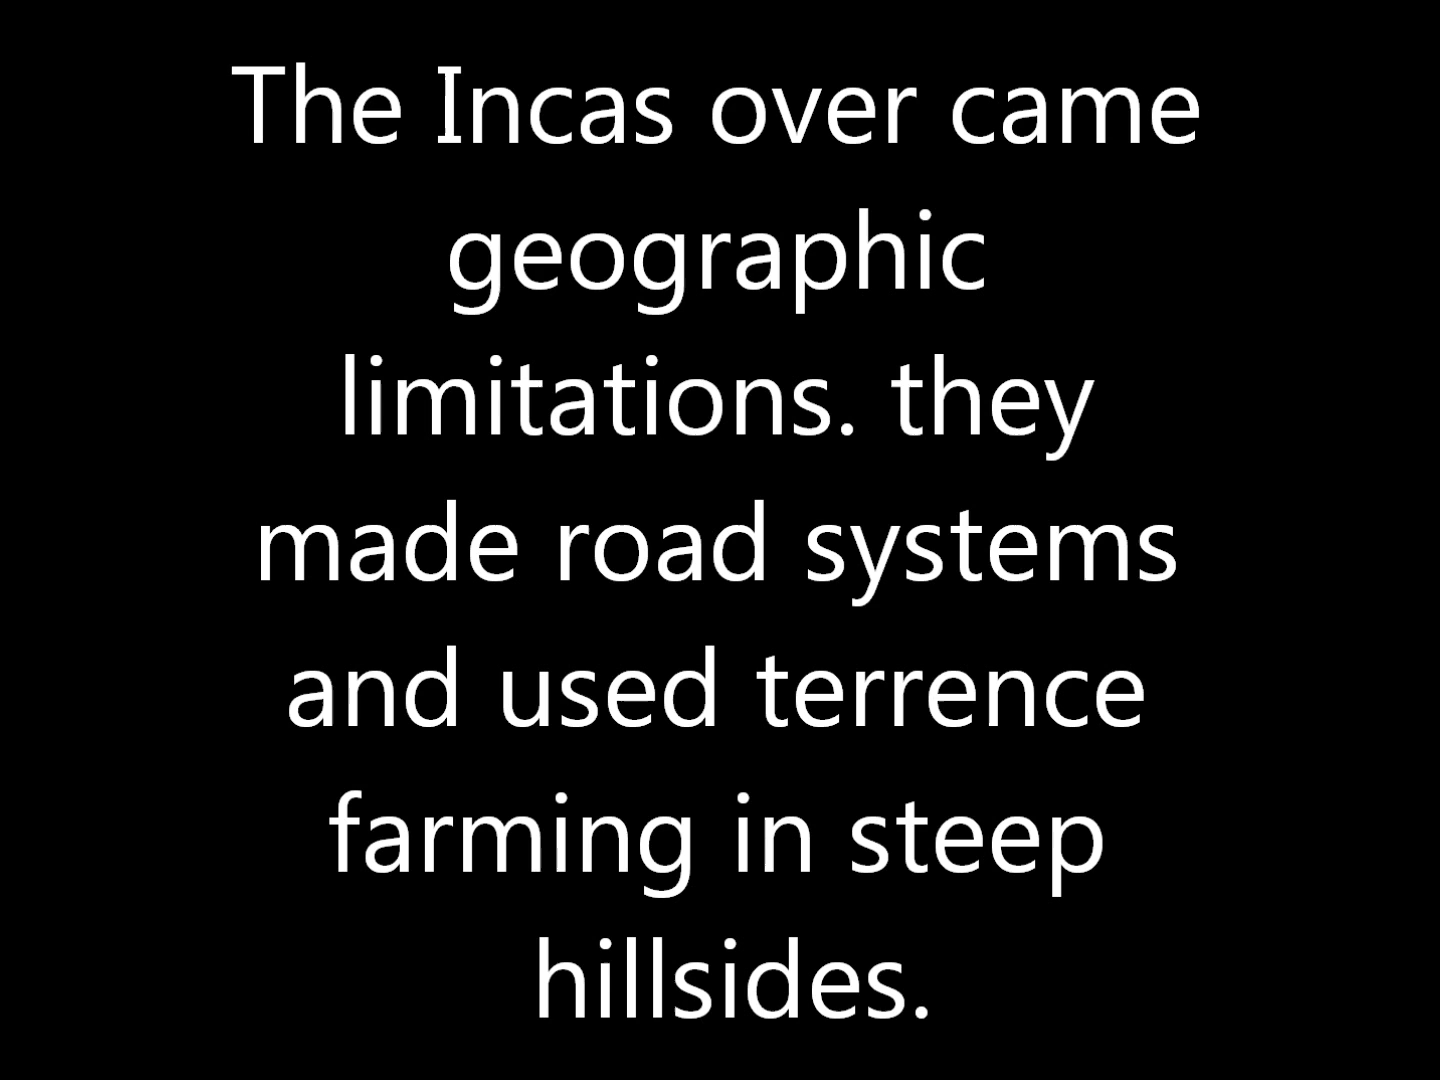 The Incas over came
geographic
limitations. they
made road systems
and used terrence
farming in steep
hillsides.